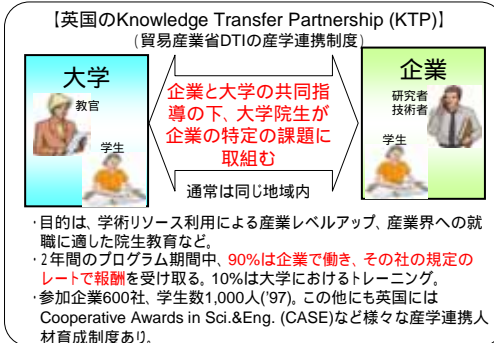 【英国のKnowledge Transfer Partnership (KTP)】
(貿易産業省DTIの産学連携制度)
大学
教官
学生
企業と大学の共同指
導の下、大学院生が
企業の特定の課題に
取組む
通常は同じ地域内
企業
研究者
技術者
学生
・目的は、学術リソース利用による産業レベルアップ、産業界への就
職に適した院生教育など。
・2年間のプログラム期間中、90%は企業で働き、その社の規定の
レートで報酬を受け取る。10%は大学におけるトレーニング。
・参加企業600社、学生数1,000人('97)。この他にも英国には
Cooperative Awards in Sci.&Eng. (CASE)など様々な産学連携人
材育成制度あり。